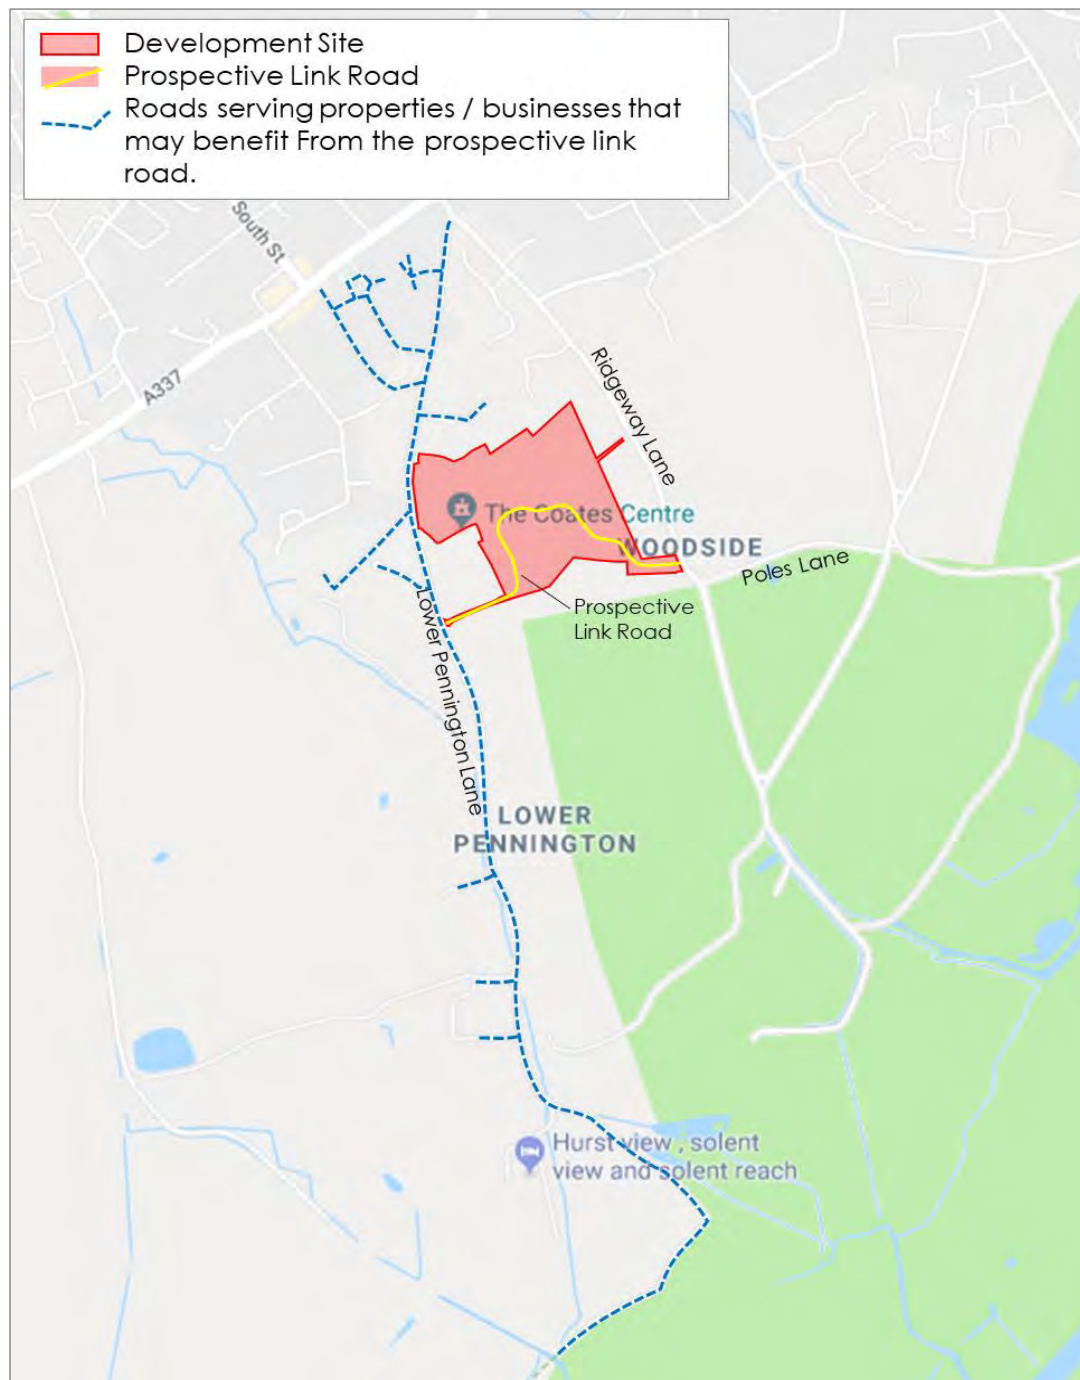 Development Site
Prospective Link Road
Roads serving properties / businesses that
may benefit From the prospective link
road.
South St
A337
Ridgeway Lane
The Coates Centre
WOODSIDE
Poles Lane
Prospective
Link Road
Lower Pennington Lane
LOWER
PENNINGTON
Hurst view , solent
view and solent reach